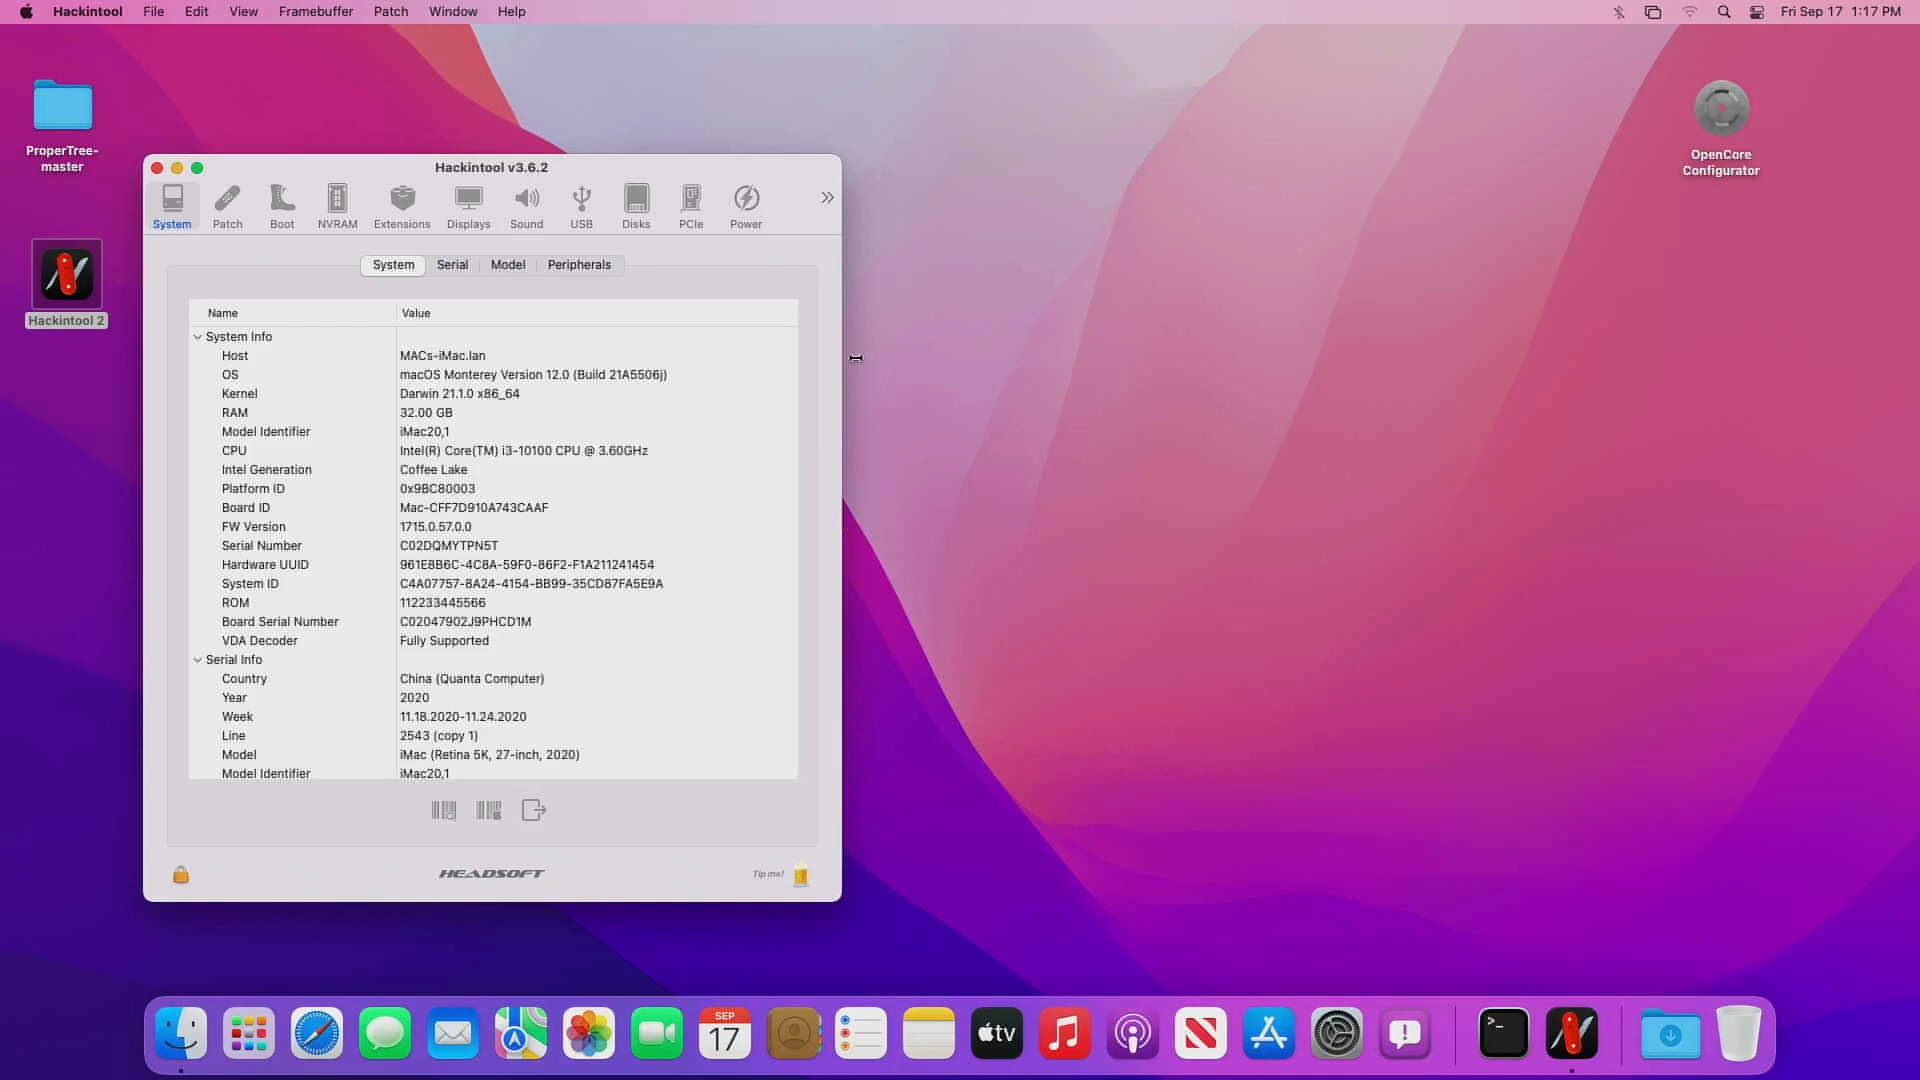 Hackintool File Edit View Framebuffer Patch Window Help Fri Sep 17 1:17 PM
ProperTree-
master
OpenCore
Configurator
Hackintool 2
Hackintool v3.6.2
System Patch Boot NVRAM Extensions Displays Sound USB Disks PCIe Power
System Serial Model Peripherals
Name Value
System Info
Host MACs-iMac.lan
OS macOS Monterey Version 12.0 (Build 21A5506j)
Kernel Darwin 21.1.0 x86_64
RAM 32.00 GB
Model Identifier iMac20,1
CPU Intel(R) Core(TM) i3-10100 CPU @ 3.60GHz
Intel Generation Coffee Lake
Platform ID 0x9BC80003
Board ID Mac-CFF7D910A743CAAF
FW Version 1715.0.57.0.0
Serial Number C02DQMYTPN5T
Hardware UUID 961E8B6C-4C8A-59F0-86F2-F1A211241454
System ID C4A07757-8A24-4154-BB99-35CD87FA5E9A
ROM 112233445566
Board Serial Number C02047902J9PHCD1M
VDA Decoder Fully Supported
Serial Info
Country China (Quanta Computer)
Year 2020
Week 11.18.2020-11.24.2020
Line 2543 (copy 1)
Model iMac (Retina 5K, 27-inch, 2020)
Model Identifier iMac20,1
HEADSOFT Tip me!
SEP
17
tv
>_